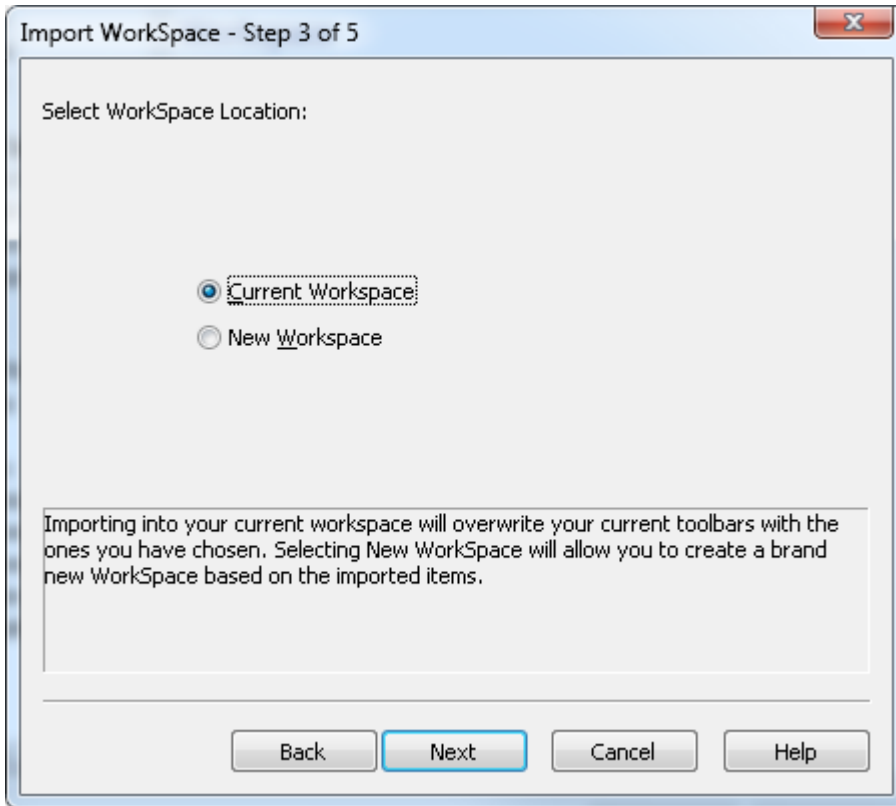 Import WorkSpace - Step 3 of 5
Select WorkSpace Location:
Current Workspace
New Workspace
Importing into your current workspace will overwrite your current toolbars with the
ones you have chosen. Selecting New WorkSpace will allow you to create a brand
new WorkSpace based on the imported items.
Back Next Cancel Help